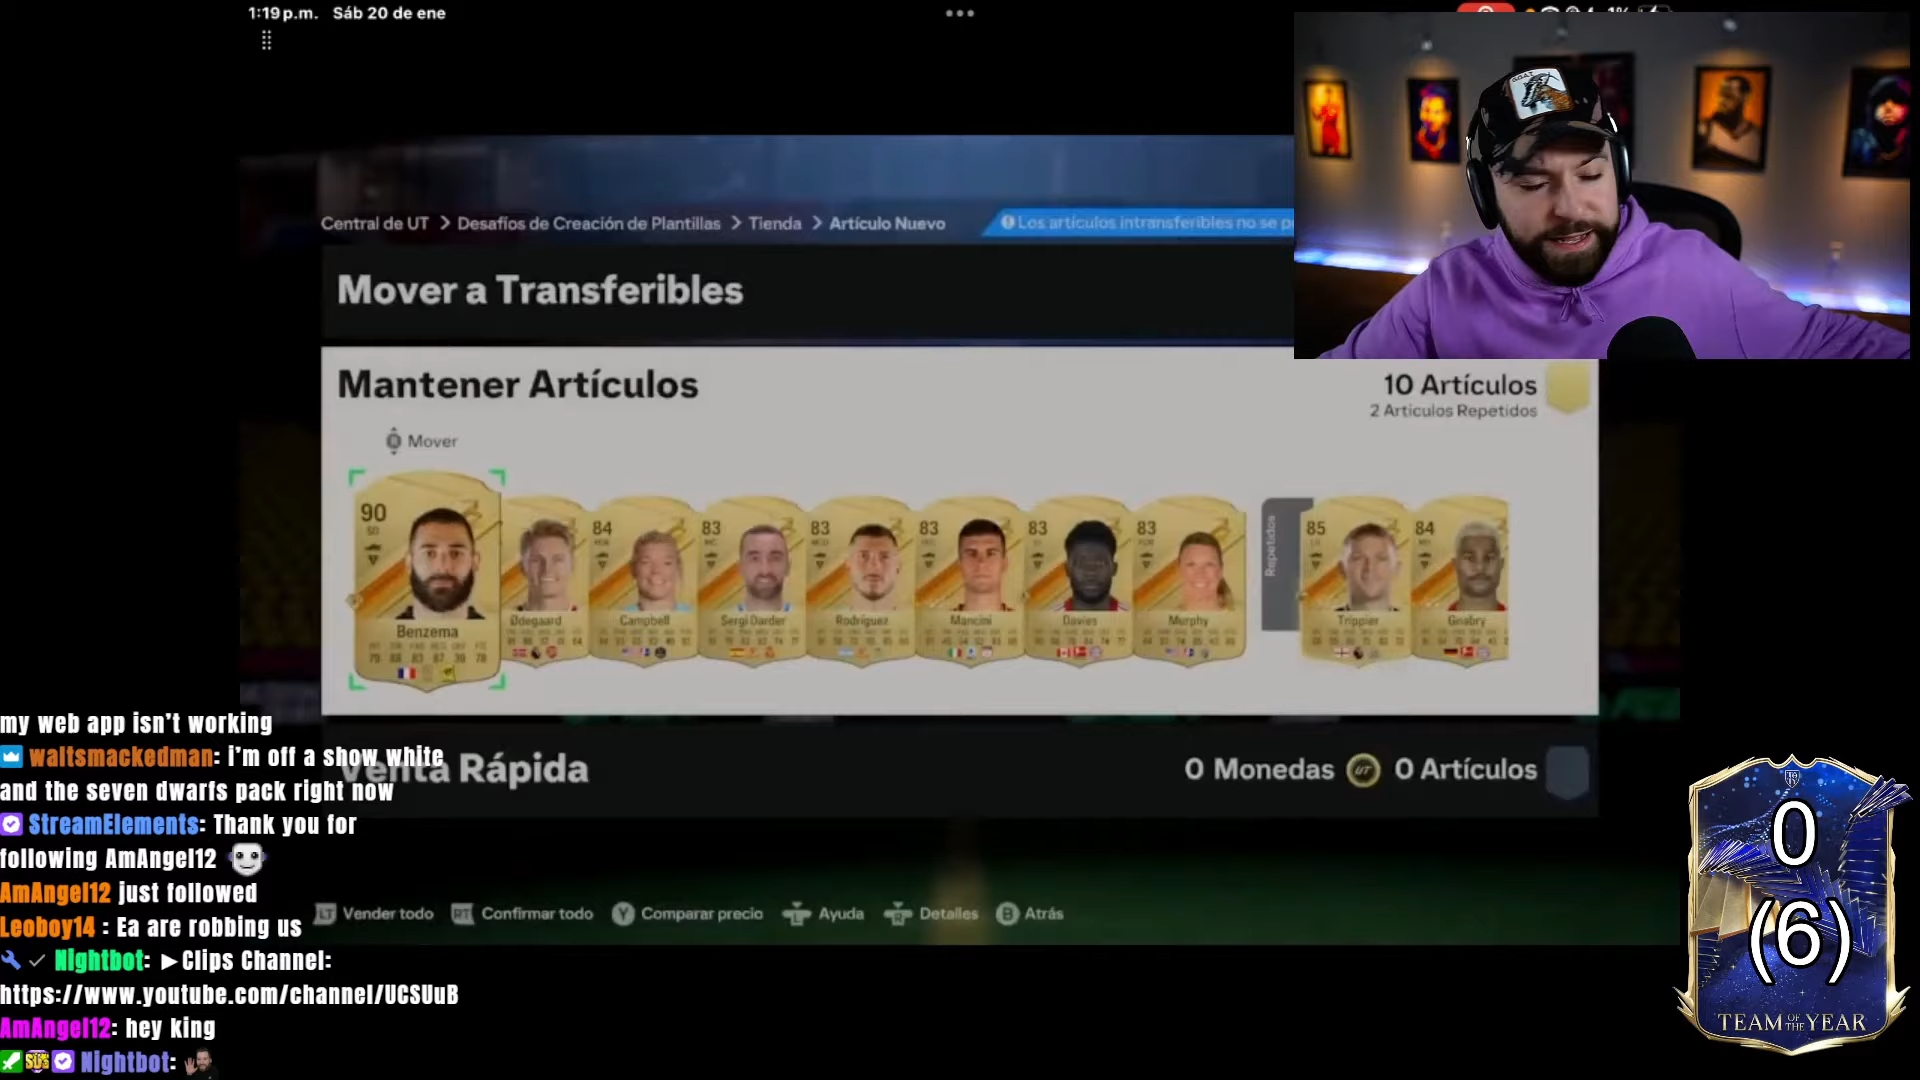 1:19 p.m. Sáb 20 de ene
Central de UT > Desafíos de Creación de Plantillas > Tienda > Artículo Nuevo
Los artículos intransferibles no se p
Mover a Transferibles
Mantener Artículos
10 Artículos
2 Artículos Repetidos
Mover
90
84
83
83
83
83
83
Repetidos
85
84
Benzema
Ødegaard
Campbell
Sergi Darder
Rodríguez
Mancini
Davies
Murphy
Trippier
Gnabry
Venta Rápida
0 Monedas
UT
0 Artículos
LT Vender todo
RT Confirmar todo
Y Comparar precio
L Ayuda
R Detalles
B Atrás
my web app isn't working
waltsmackedman: i'm off a show white
and the seven dwarfs pack right now
StreamElements: Thank you for
following AmAngel12
AmAngel12 just followed
Leoboy14 : Ea are robbing us
Nightbot: ►Clips Channel:
https://www.youtube.com/channel/UCSUuB
AmAngel12: hey king
SUS Nightbot:
0
(6)
TEAM OF THE YEAR